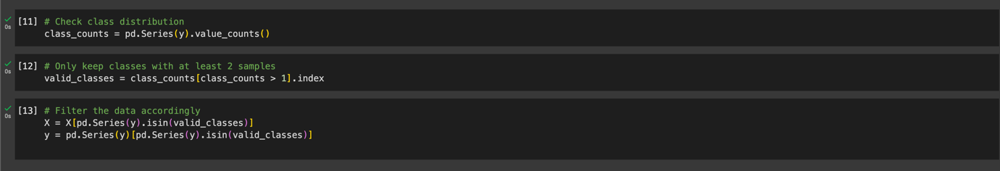 [11] # Check class distribution
0s class_counts = pd.Series(y).value_counts()
[12] # Only keep classes with at least 2 samples
0s valid_classes = class_counts[class_counts > 1].index
[13] # Filter the data accordingly
0s X = X[pd.Series(y).isin(valid_classes)]
y = pd.Series(y)[pd.Series(y).isin(valid_classes)]